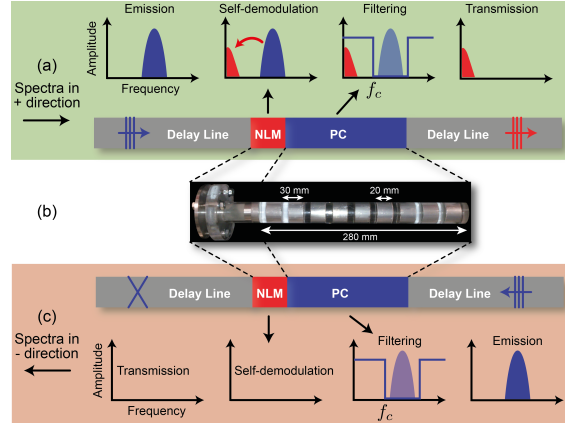 Emission
Self-demodulation
Filtering
Transmission
Amplitude
(a)
Spectra in
+ direction
Frequency
f_c
Delay Line
NLM
PC
Delay Line
(b)
30 mm
20 mm
280 mm
Delay Line
NLM
PC
Delay Line
(c)
Spectra in
- direction
Amplitude
Transmission
Self-demodulation
Filtering
Emission
Frequency
f_c